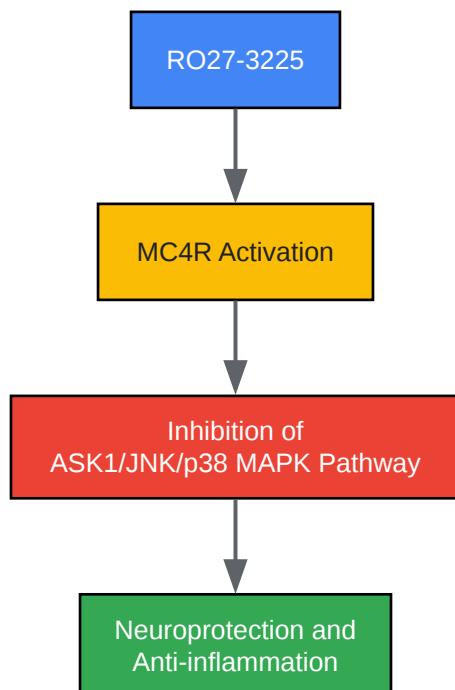 RO27-3225
MC4R Activation
Inhibition of
ASK1/JNK/p38 MAPK Pathway
Neuroprotection and
Anti-inflammation